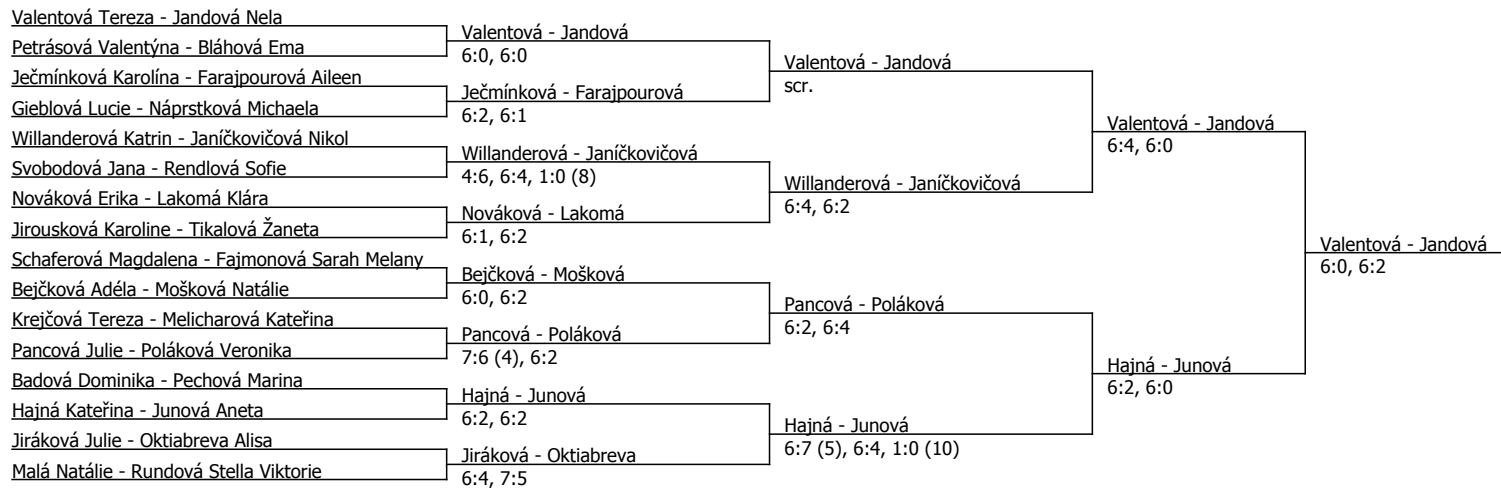 Valentová Tereza - Jandová Nela
Petrásová Valentýna - Bláhová Ema
Ječmínková Karolína - Farajpourová Aileen
Gieblová Lucie - Náprstková Michaela
Willanderová Katrin - Janíčkovičová Nikol
Svobodová Jana - Rendlová Sofie
Nováková Erika - Lakomá Klára
Jirousková Karoline - Tikalová Žaneta
Schaferová Magdalena - Fajmonová Sarah Melany
Bejčková Adéla - Mošková Natálie
Krejčová Tereza - Melicharová Kateřina
Pancová Julie - Poláková Veronika
Badová Dominika - Pechová Marina
Hajná Kateřina - Junová Aneta
Jiráková Julie - Oktiabreva Alisa
Malá Natálie - Rundová Stella Viktorie
Valentová - Jandová
6:0, 6:0
Ječmínková - Farajpourová
6:2, 6:1
Willanderová - Janíčkovičová
4:6, 6:4, 1:0 (8)
Nováková - Lakomá
6:1, 6:2
Bejčková - Mošková
6:0, 6:2
Pancová - Poláková
7:6 (4), 6:2
Hajná - Junová
6:2, 6:2
Jiráková - Oktiabreva
6:4, 7:5
Valentová - Jandová
scr.
Willanderová - Janíčkovičová
6:4, 6:2
Pancová - Poláková
6:2, 6:4
Hajná - Junová
6:7 (5), 6:4, 1:0 (10)
Valentová - Jandová
6:4, 6:0
Hajná - Junová
6:2, 6:0
Valentová - Jandová
6:0, 6:2